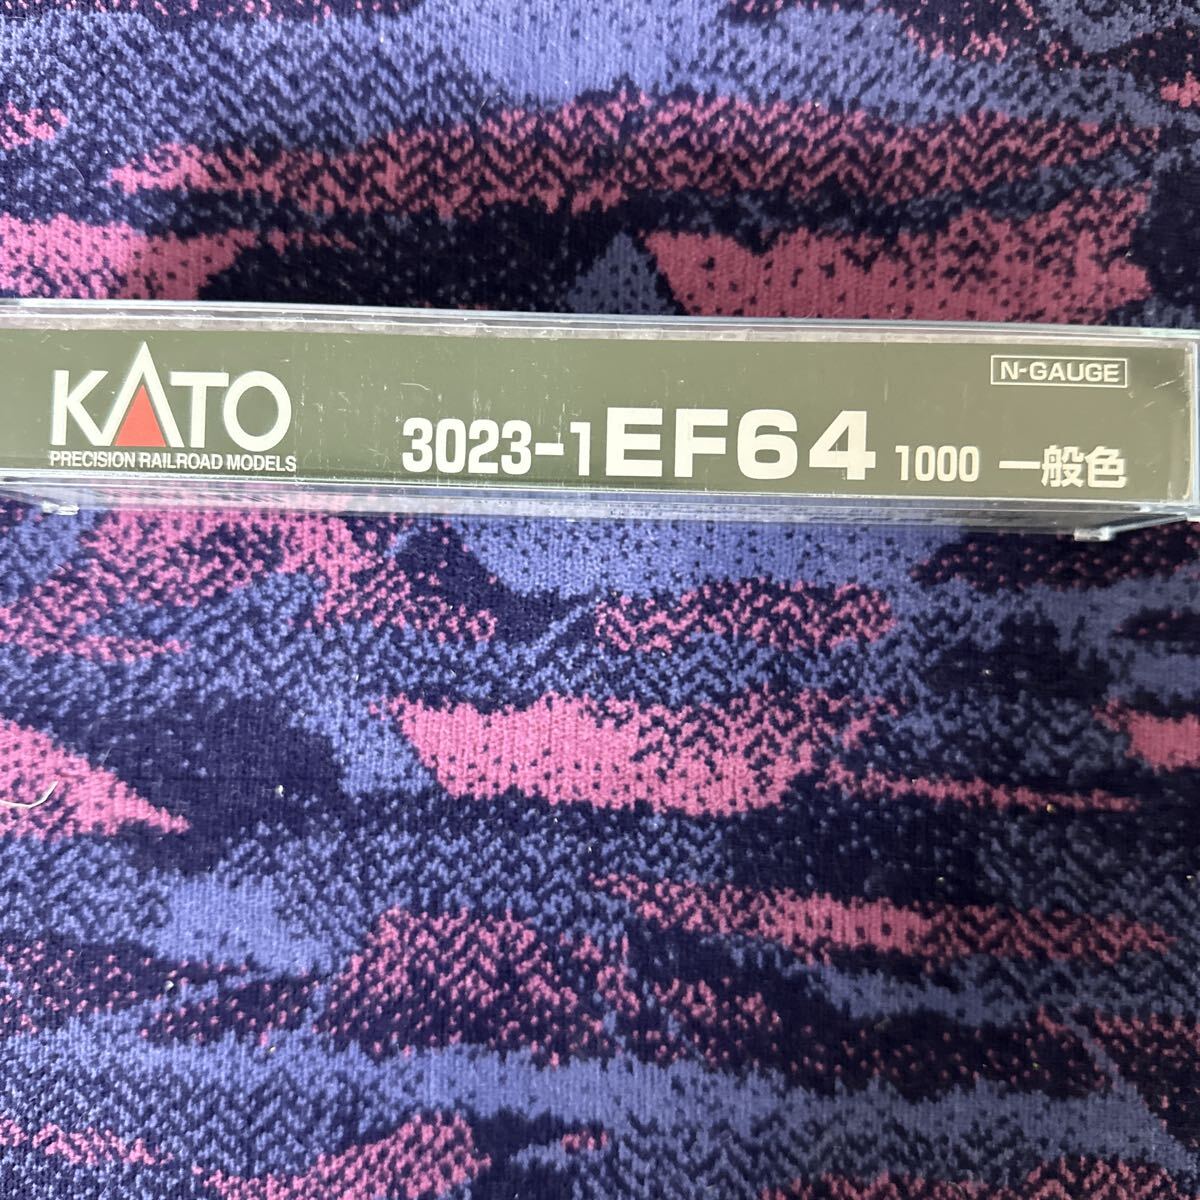 KATO
PRECISION RAILROAD MODELS
N-GAUGE
3023-1 EF64 1000 一般色